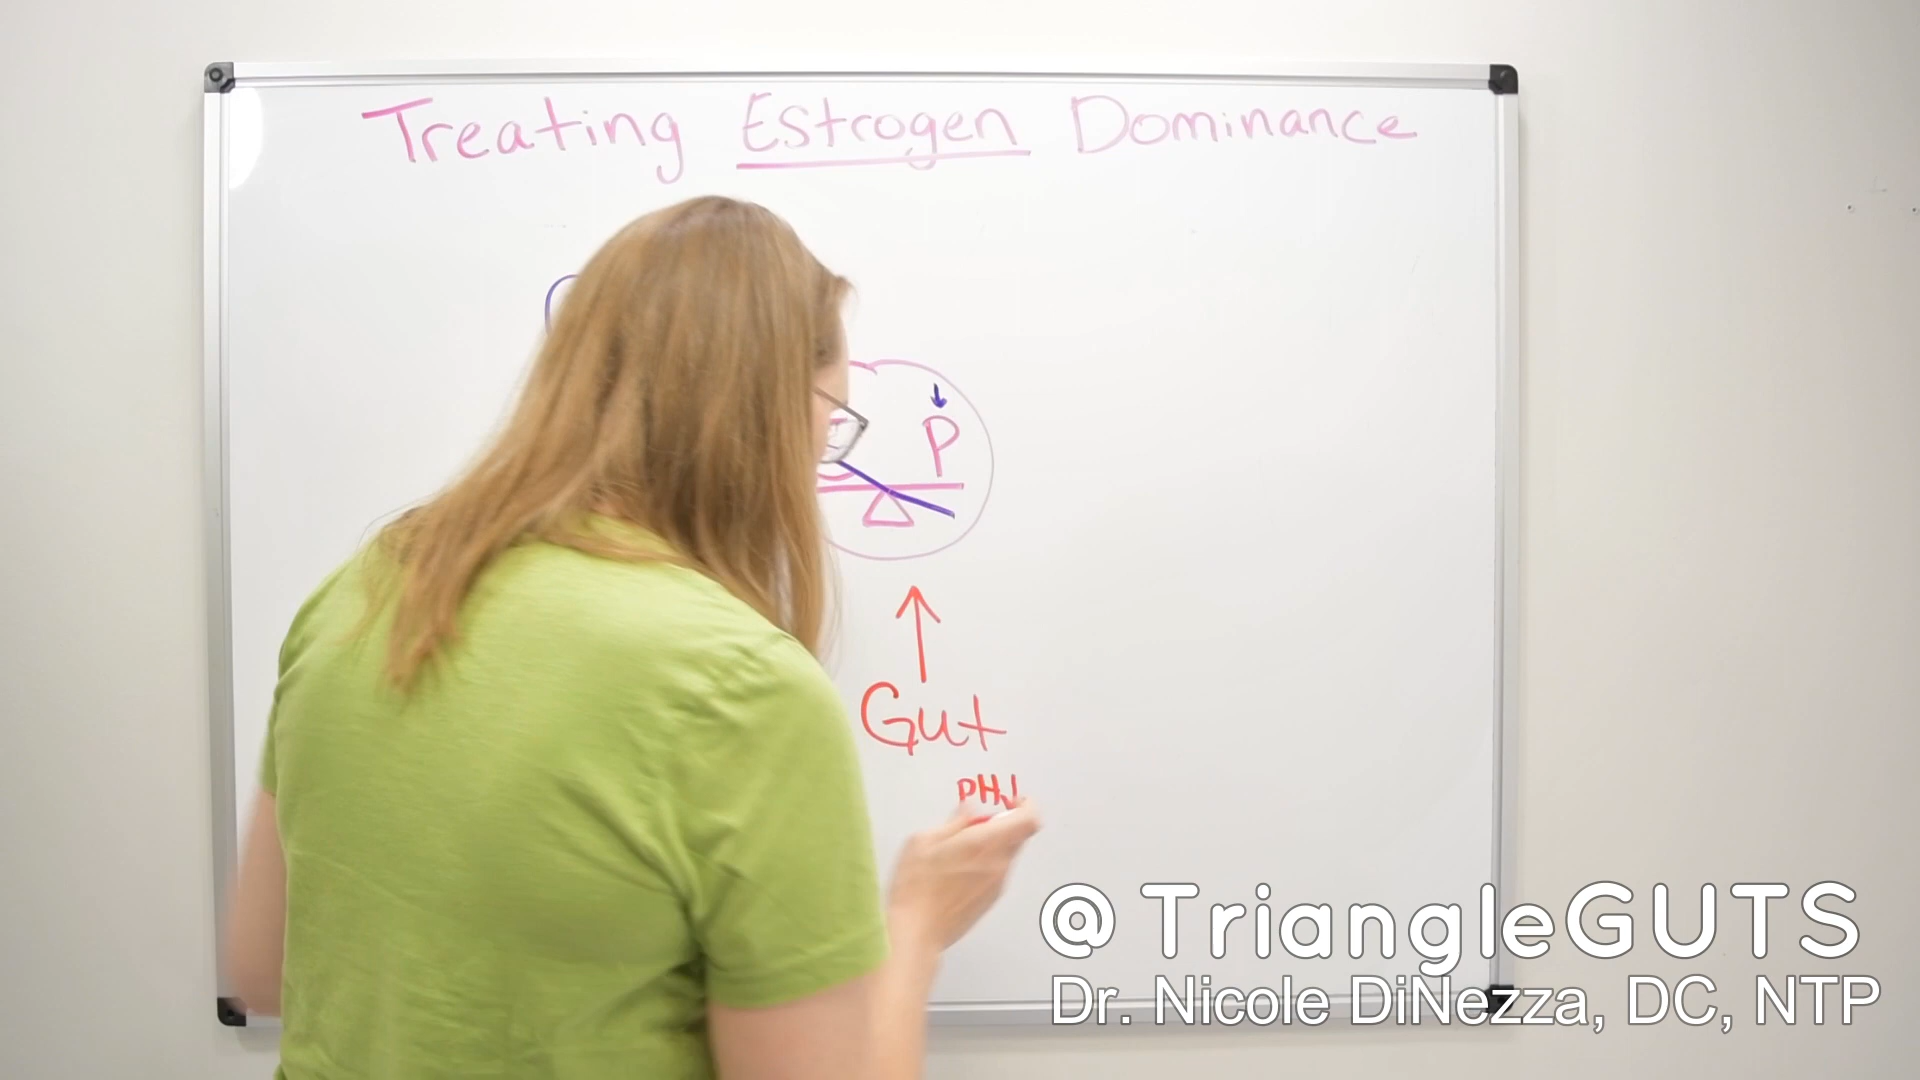 Treating Estrogen Dominance
P
Gut
PH↓
@TriangleGUTS
Dr. Nicole DiNezza, DC, NTP